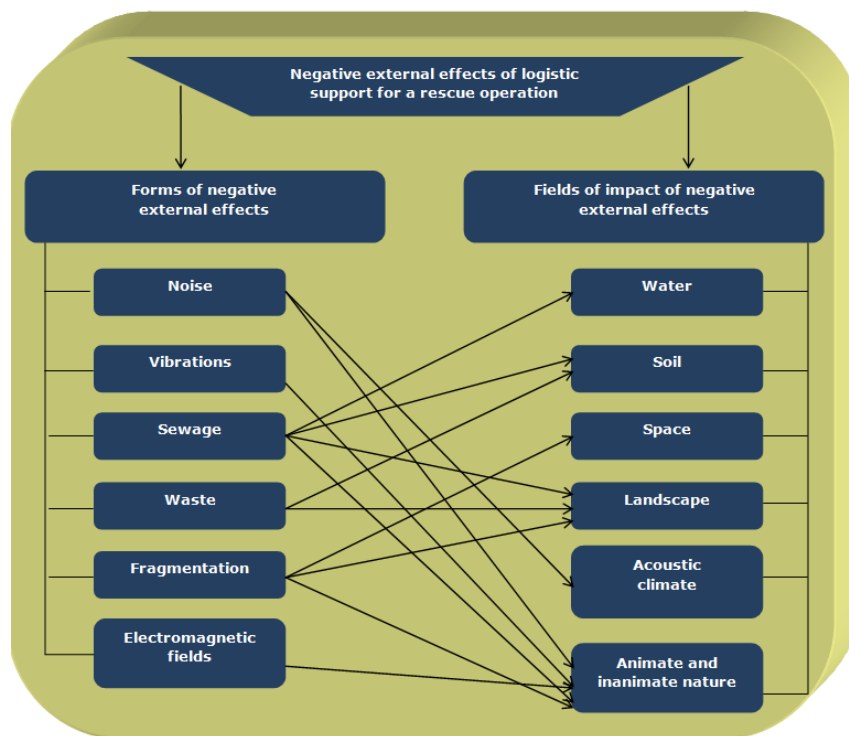 Negative external effects of logistic
support for a rescue operation
Forms of negative
external effects
Fields of impact of negative
external effects
Noise
Water
Vibrations
Soil
Sewage
Space
Waste
Landscape
Fragmentation
Acoustic
climate
Electromagnetic
fields
Animate and
inanimate nature